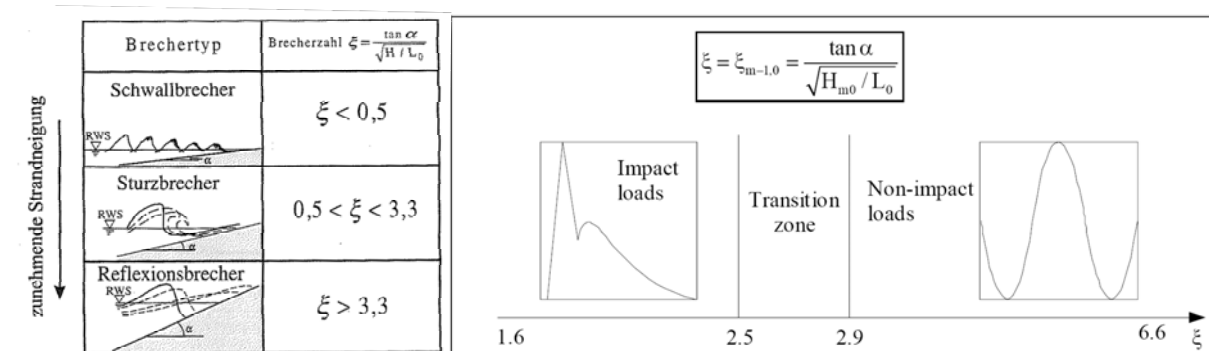 zunehmende Strandneigung
Brechertyp
Brecherzahl ξ = tan α / √(H / L₀)
Schwallbrecher
RWS
α
ξ < 0,5
Sturzbrecher
RWS
α
0,5 < ξ < 3,3
Reflexionsbrecher
RWS
α
ξ > 3,3
ξ = ξₘ₋₁,₀ = tan α / √(Hₘ₀ / L₀)
Impact
loads
Transition
zone
Non-impact
loads
1.6
2.5
2.9
6.6
ξ